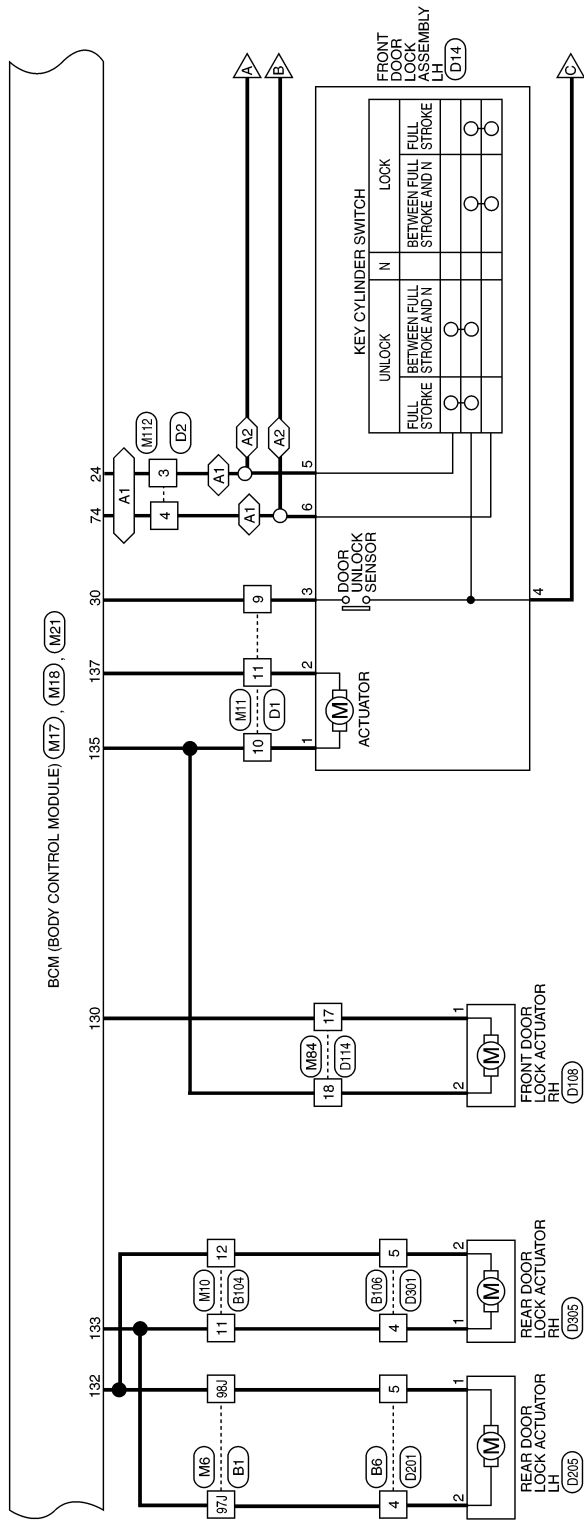 BCM (BODY CONTROL MODULE) M17 , M18 , M21
132
133
130
135
137
30
74
24
A1
M112
D2
4
3
A1
A1
A2
A2
A
B
97J
M6
B1
98J
11
M10
B104
12
4
B6
D201
5
4
B106
D301
5
18
M84
D114
17
10
M11
D1
11
9
2
1
M
REAR DOOR
LOCK ACTUATOR
LH
D205
1
2
M
REAR DOOR
LOCK ACTUATOR
RH
D305
2
1
M
FRONT DOOR
LOCK ACTUATOR
RH
D108
1
2
3
6
5
M
ACTUATOR
DOOR
UNLOCK
SENSOR
4
KEY CYLINDER SWITCH
UNLOCK
N
LOCK
FULL
STORKE
BETWEEN FULL
STROKE AND N
BETWEEN FULL
STROKE AND N
FULL
STROKE
FRONT
DOOR
LOCK
ASSEMBLY
LH
D14
C